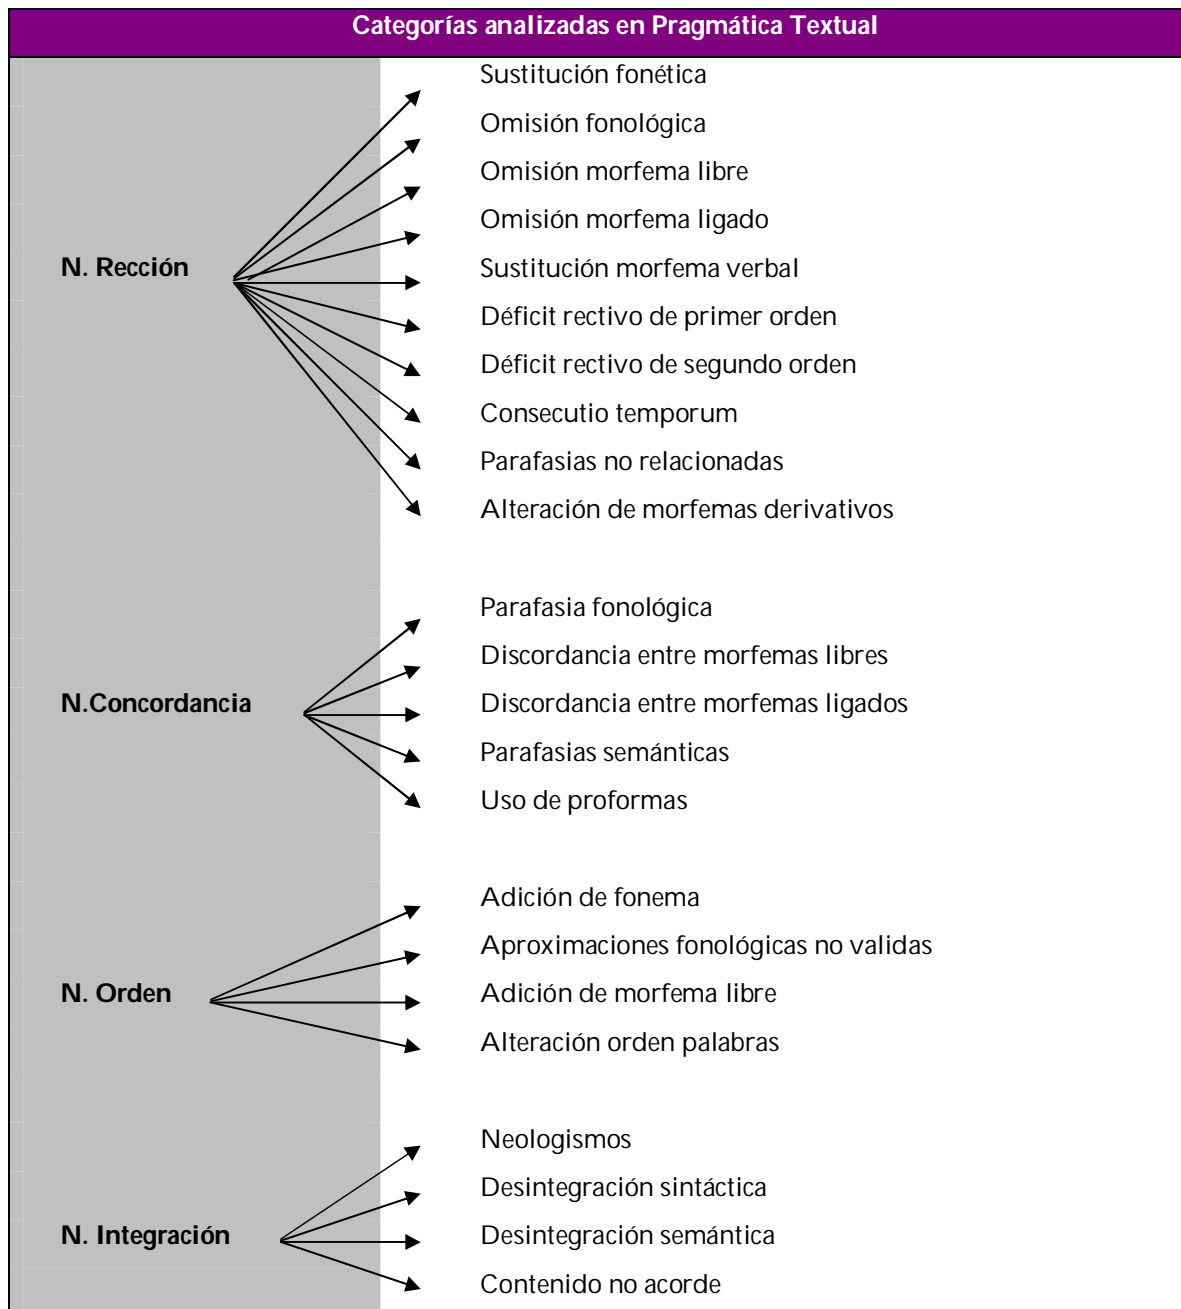 Categorías analizadas en Pragmática Textual
N. Rección
Sustitución fonética
Omisión fonológica
Omisión morfema libre
Omisión morfema ligado
Sustitución morfema verbal
Déficit rectivo de primer orden
Déficit rectivo de segundo orden
Consecutio temporum
Parafasias no relacionadas
Alteración de morfemas derivativos
N.Concordancia
Parafasia fonológica
Discordancia entre morfemas libres
Discordancia entre morfemas ligados
Parafasias semánticas
Uso de proformas
N. Orden
Adición de fonema
Aproximaciones fonológicas no validas
Adición de morfema libre
Alteración orden palabras
N. Integración
Neologismos
Desintegración sintáctica
Desintegración semántica
Contenido no acorde